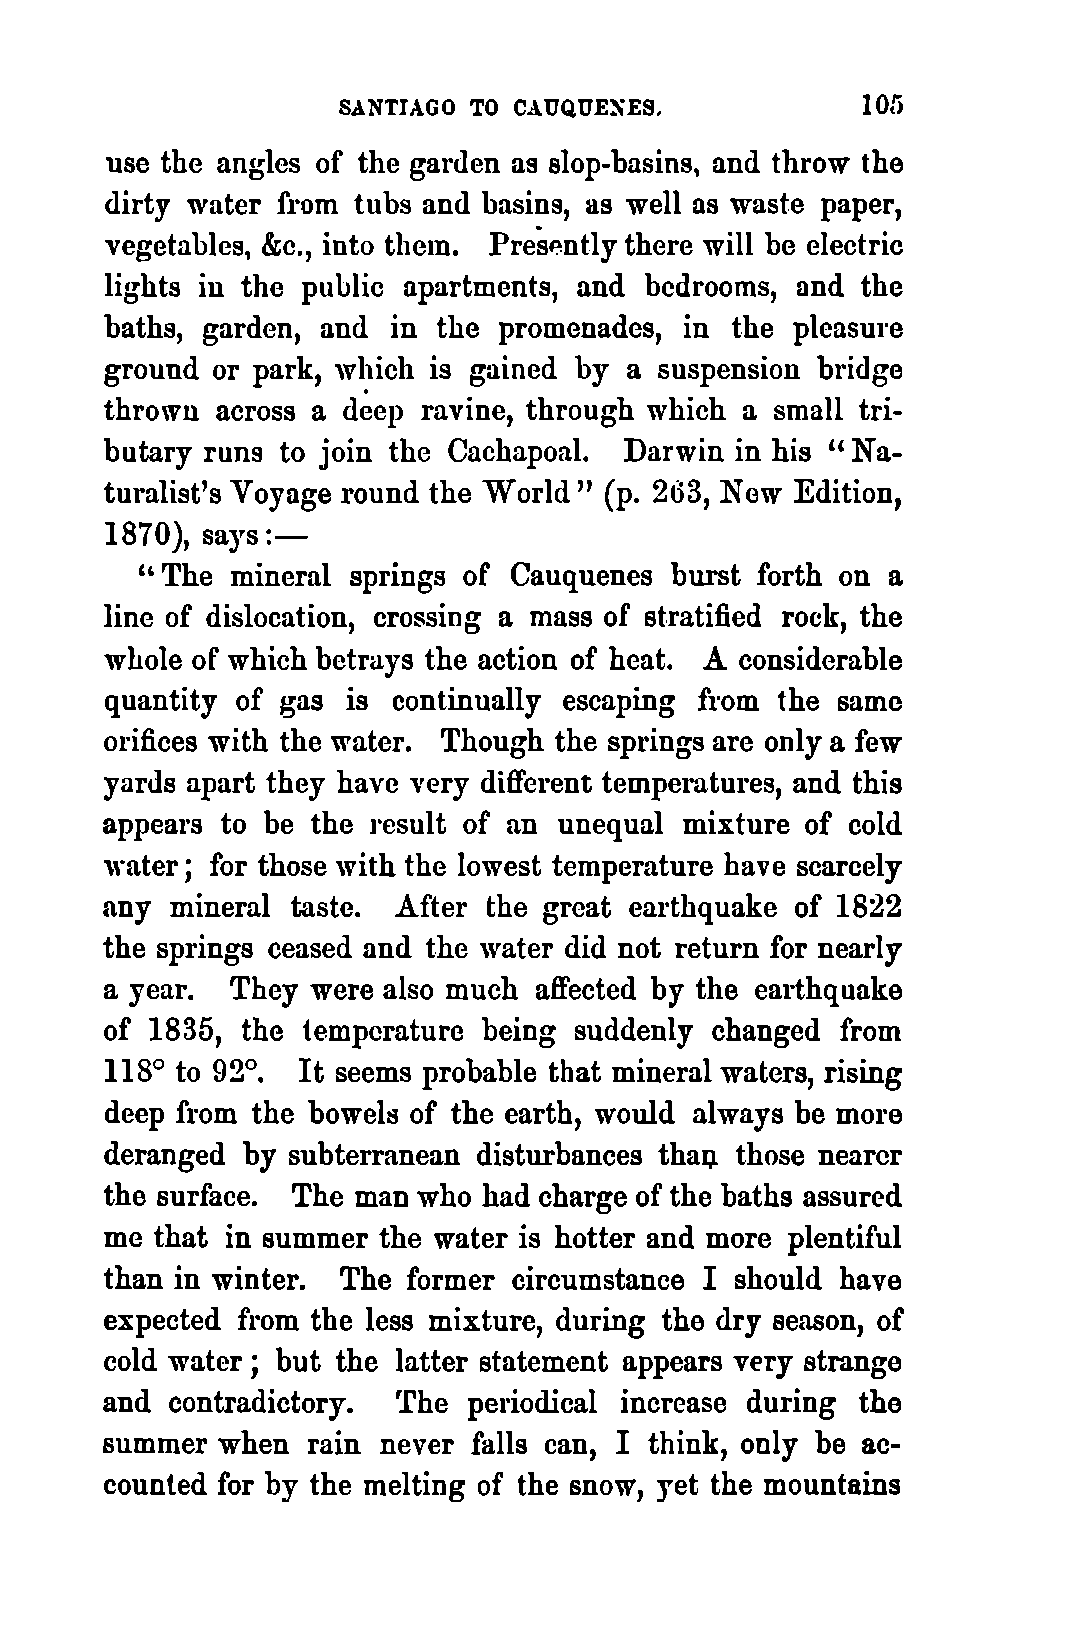 SANTIAGO TO CAUQUENES. 105
use the angles of the garden as slop-basins, and throw the
dirty water from tubs and basins, as well as waste paper,
vegetables, &c., into them. Presently there will be electric
lights in the public apartments, and bedrooms, and the
baths, garden, and in the promenades, in the pleasure
ground or park, which is gained by a suspension bridge
thrown across a deep ravine, through which a small tri-
butary runs to join the Cachapoal. Darwin in his "Na-
turalist's Voyage round the World" (p. 263, New Edition,
1870), says:—
"The mineral springs of Cauquenes burst forth on a
line of dislocation, crossing a mass of stratified rock, the
whole of which betrays the action of heat. A considerable
quantity of gas is continually escaping from the same
orifices with the water. Though the springs are only a few
yards apart they have very different temperatures, and this
appears to be the result of an unequal mixture of cold
water; for those with the lowest temperature have scarcely
any mineral taste. After the great earthquake of 1822
the springs ceased and the water did not return for nearly
a year. They were also much affected by the earthquake
of 1835, the temperature being suddenly changed from
118° to 92°. It seems probable that mineral waters, rising
deep from the bowels of the earth, would always be more
deranged by subterranean disturbances than those nearer
the surface. The man who had charge of the baths assured
me that in summer the water is hotter and more plentiful
than in winter. The former circumstance I should have
expected from the less mixture, during the dry season, of
cold water; but the latter statement appears very strange
and contradictory. The periodical increase during the
summer when rain never falls can, I think, only be ac-
counted for by the melting of the snow, yet the mountains